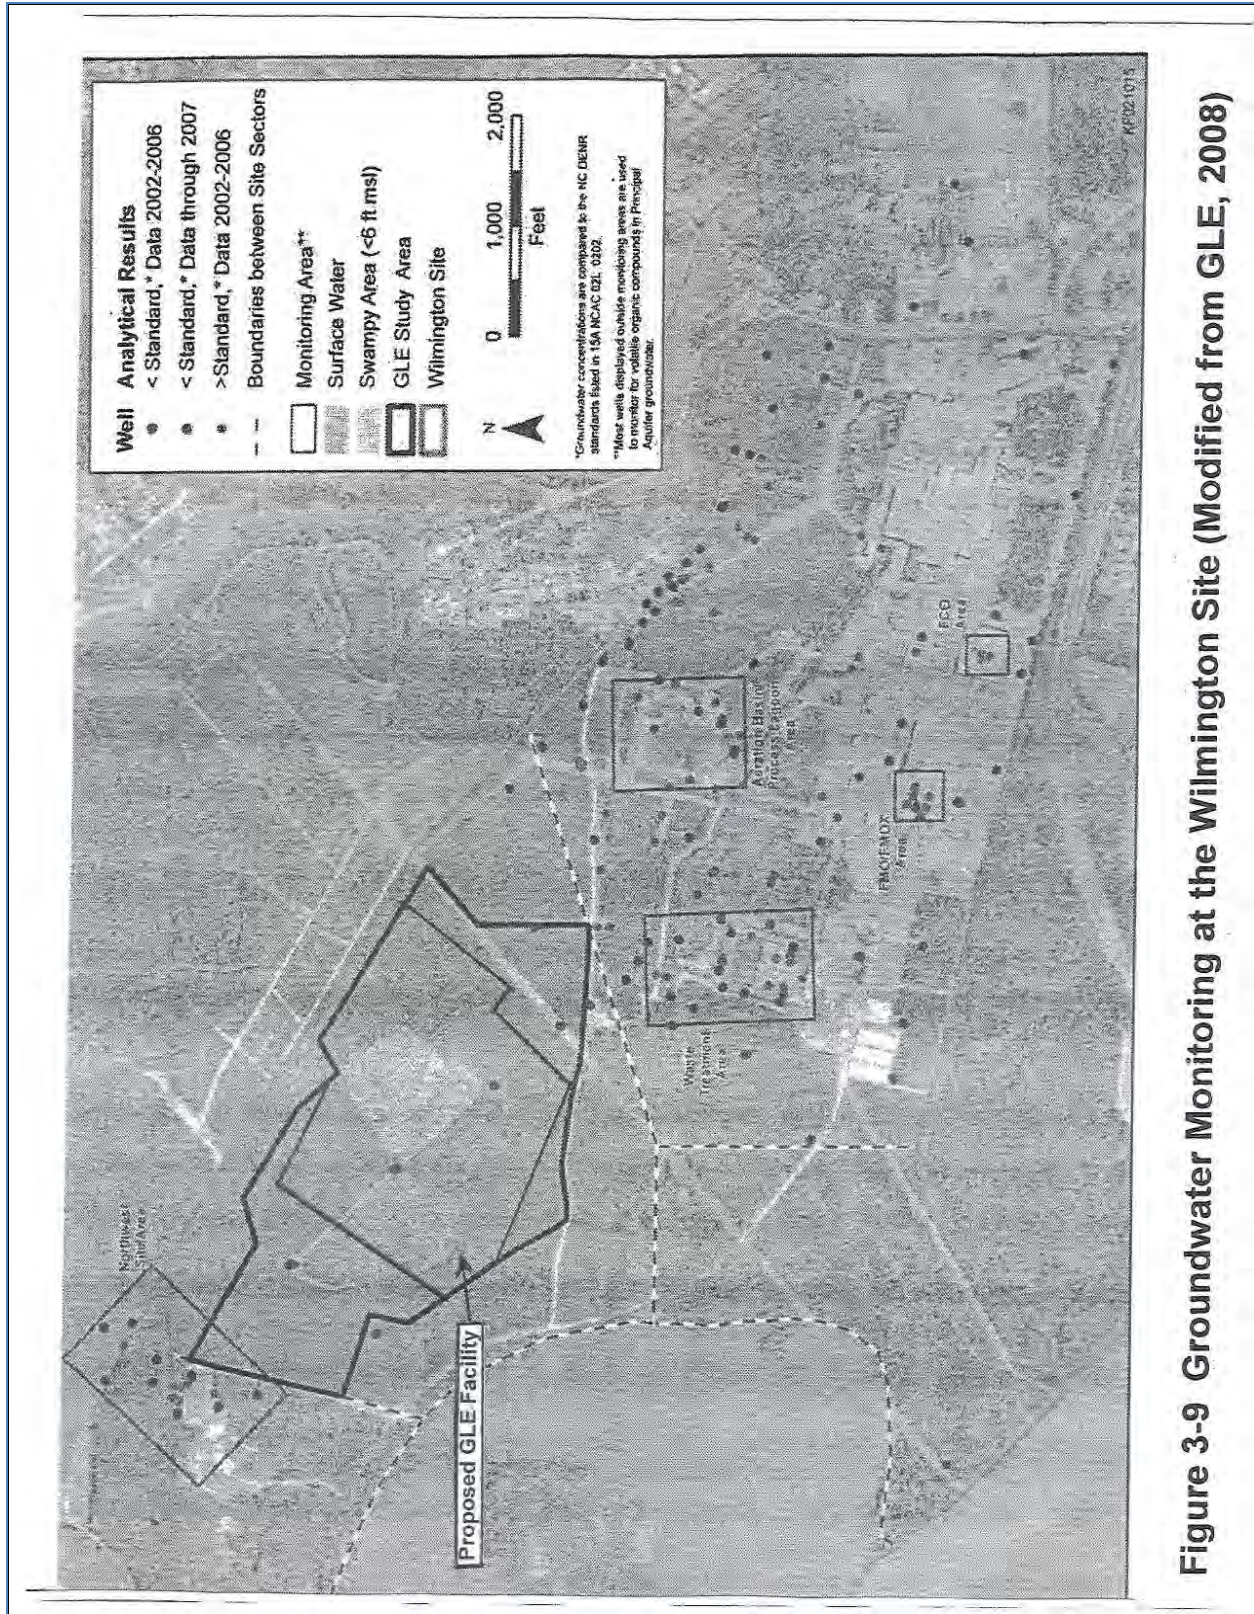 Well Analytical Results
< Standard,* Data 2002-2006
< Standard,* Data through 2007
>Standard,* Data 2002-2006
Boundaries between Site Sectors
Monitoring Area**
Surface Water
Swampy Area (<6 ft msl)
GLE Study Area
Wilmington Site
N
0 1,000 2,000
Feet
*Groundwater concentrations are compared to the NC DENR
standards listed in 15A NCAC 02L .0202.
**Most wells displayed outside monitoring areas are used
to monitor for volatile organic compounds in Principal
Aquifer groundwater.
Northwest
Site Area
Proposed GLE Facility
Waste
Treatment
Area
Aeration Basin/
Process Lagoon
Area
FMO/FMOX
Area
FCO
Area
KF021015
Figure 3-9 Groundwater Monitoring at the Wilmington Site (Modified from GLE, 2008)